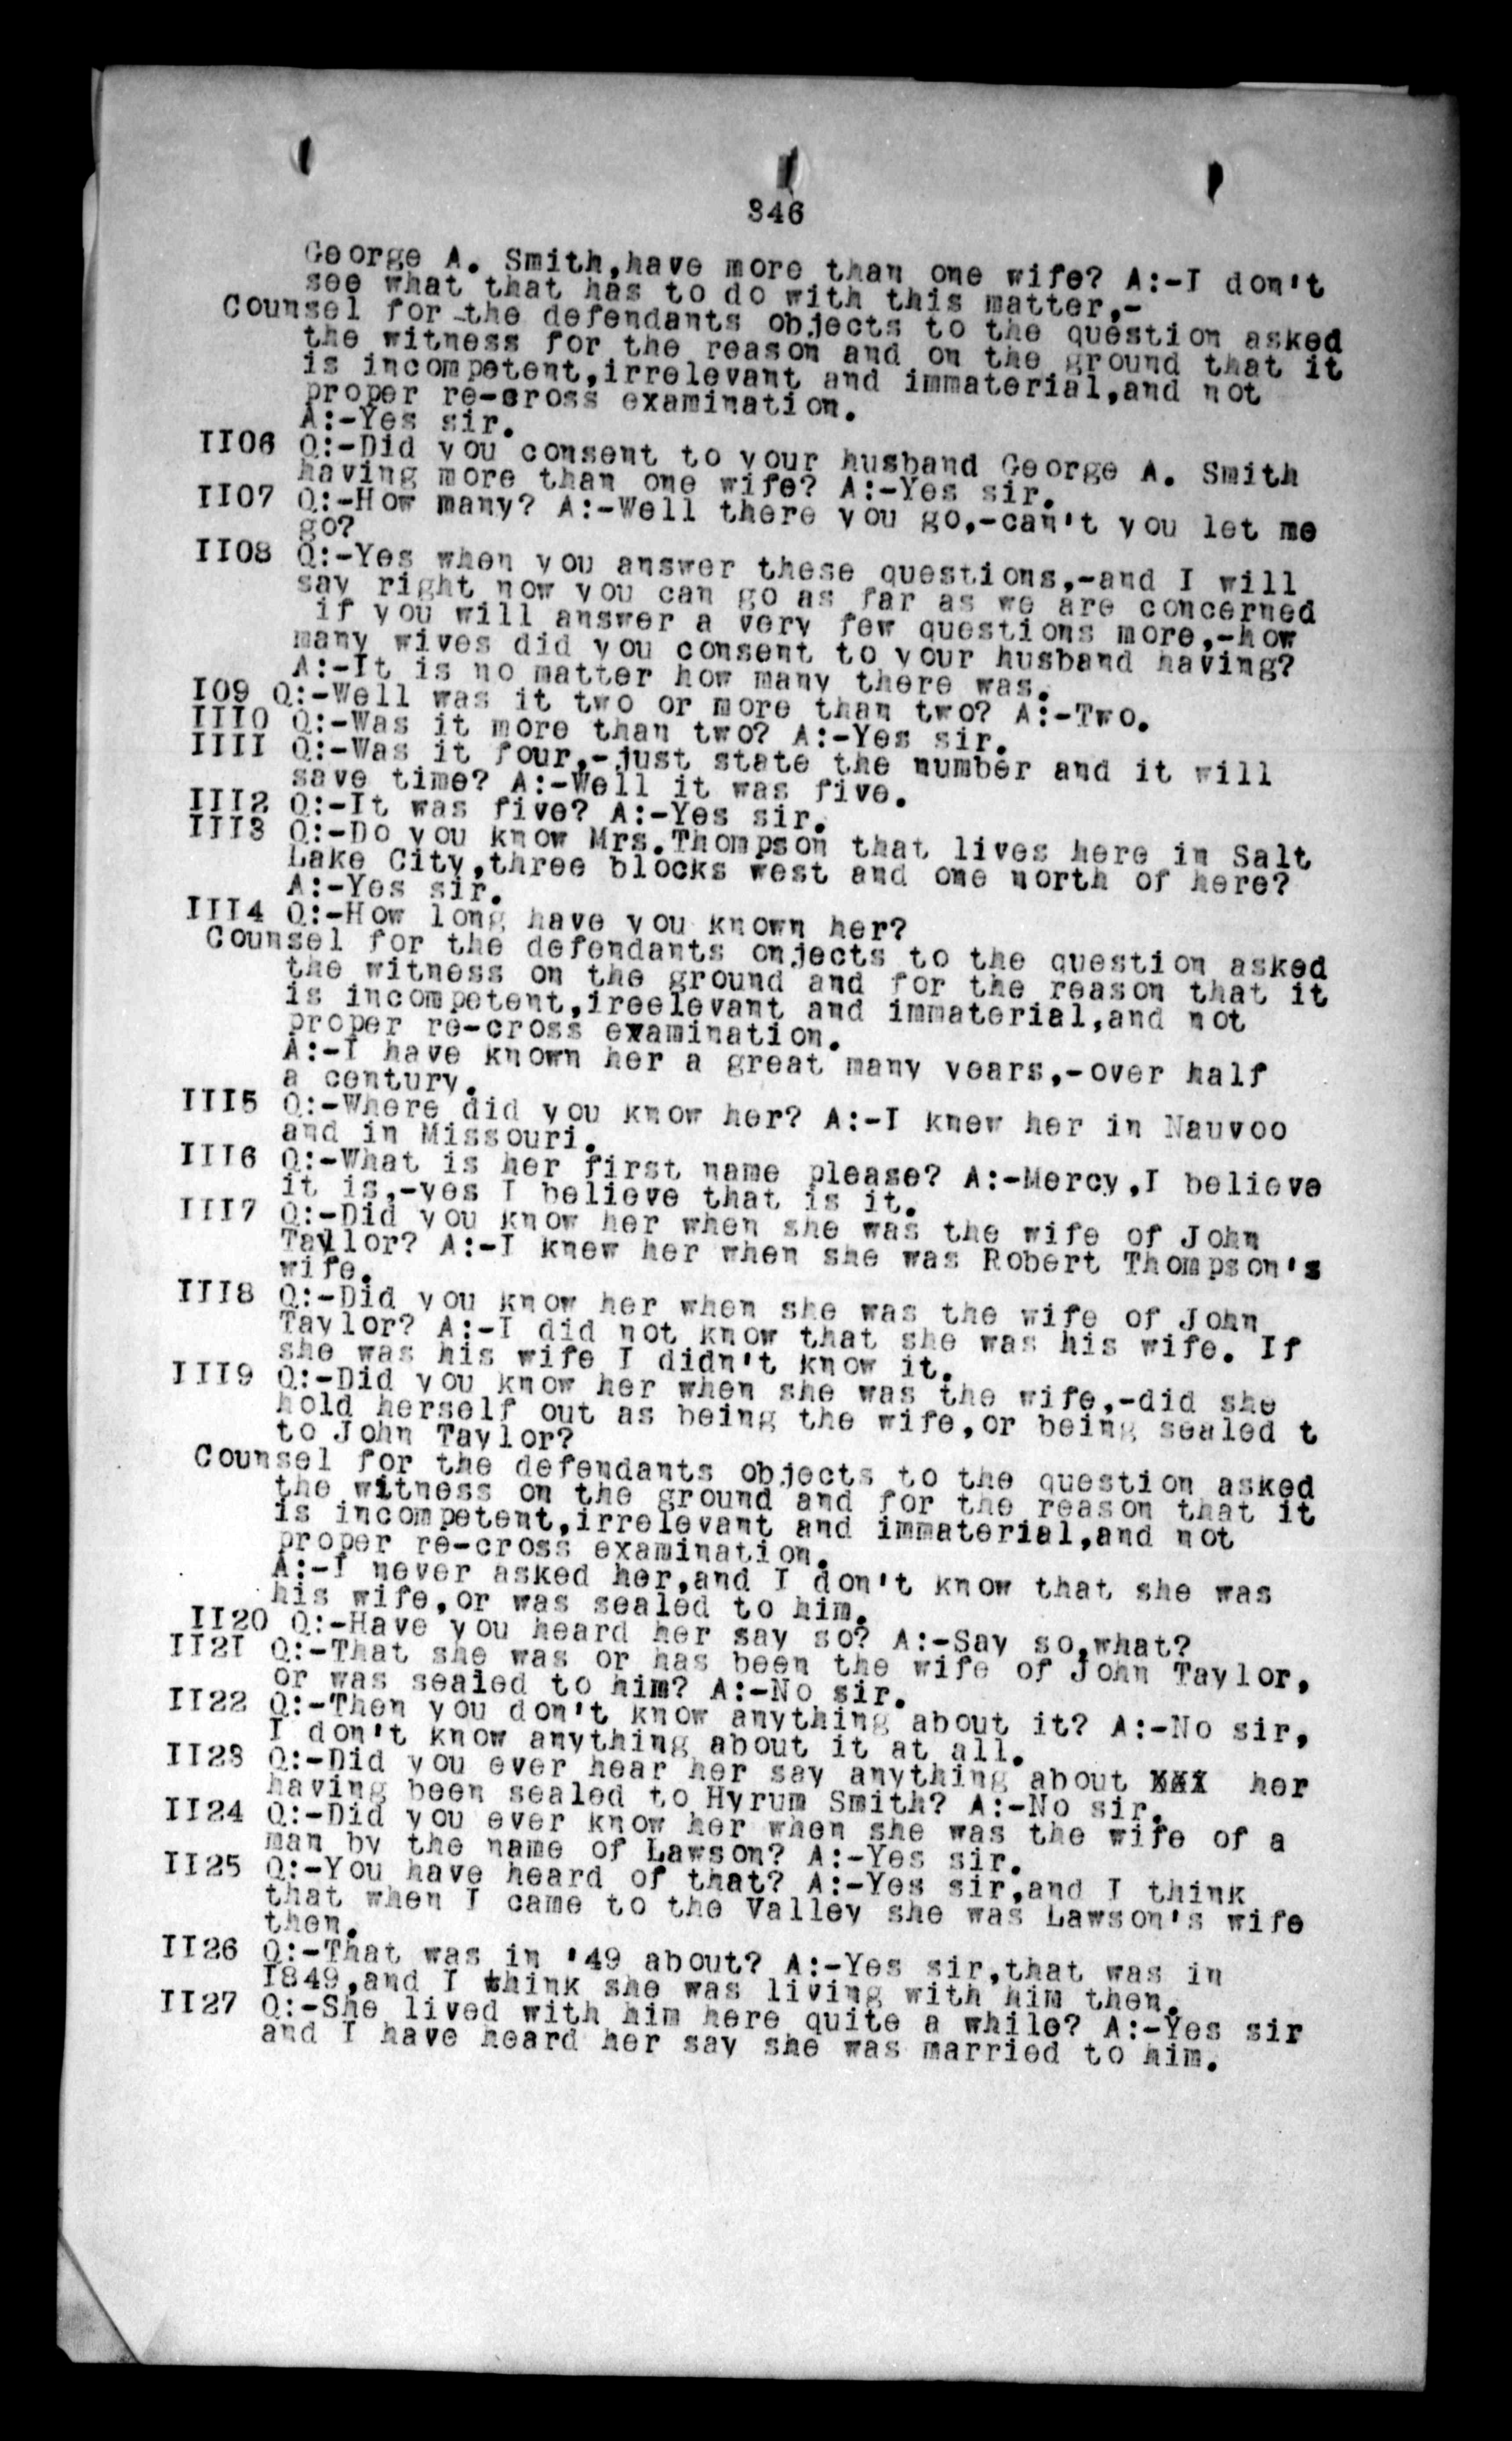 346
George A. Smith,have more than one wife? A:-I don't
see what that has to do with this matter,-
Counsel for the defendants objects to the question asked
the witness for the reason and on the ground that it
is incompetent,irrelevant and immaterial,and not
proper re-cross examination.
A:-Yes sir.
II06 Q:-Did you consent to your husband George A. Smith
having more than one wife? A:-Yes sir.
II07 Q:-How many? A:-Well there you go,-can't you let me
go?
II08 Q:-Yes when you answer these questions,-and I will
say right now you can go as far as we are concerned
if you will answer a very few questions more,-how
many wives did you consent to your husband having?
A:-It is no matter how many there was.
I09 Q:-Well was it two or more than two? A:-Two.
III0 Q:-Was it more than two? A:-Yes sir.
IIII Q:-Was it four,-just state the number and it will
save time? A:-Well it was five.
III2 Q:-It was five? A:-Yes sir.
III3 Q:-Do you know Mrs.Thompson that lives here in Salt
Lake City,three blocks west and one north of here?
A:-Yes sir.
III4 Q:-How long have you known her?
Counsel for the defendants onjects to the question asked
the witness on the ground and for the reason that it
is incompetent,ireelevant and immaterial,and not
proper re-cross examination.
A:-I have known her a great many years,-over half
a century.
III5 Q:-Where did you know her? A:-I knew her in Nauvoo
and in Missouri.
III6 Q:-What is her first name please? A:-Mercy,I believe
it is,-yes I believe that is it.
III7 Q:-Did you know her when she was the wife of John
Taylor? A:-I knew her when she was Robert Thompson's
wife.
III8 Q:-Did you know her when she was the wife of John
Taylor? A:-I did not know that she was his wife. If
she was his wife I didn't know it.
III9 Q:-Did you know her when she was the wife,-did she
hold herself out as being the wife,or being sealed t
to John Taylor?
Counsel for the defendants objects to the question asked
the witness on the ground and for the reason that it
is incompetent,irrelevant and immaterial,and not
proper re-cross examination.
A:-I never asked her,and I don't know that she was
his wife,or was sealed to him.
II20 Q:-Have you heard her say so? A:-Say so,what?
II2I Q:-That she was or has been the wife of John Taylor,
or was sealed to him? A:-No sir.
II22 Q:-Then you don't know anything about it? A:-No sir,
I don't know anything about it at all.
II23 Q:-Did you ever hear her say anything about XXX her
having been sealed to Hyrum Smith? A:-No sir.
II24 Q:-Did you ever know her when she was the wife of a
man by the name of Lawson? A:-Yes sir.
II25 Q:-You have heard of that? A:-Yes sir,and I think
that when I came to the Valley she was Lawson's wife
then.
II26 Q:-That was in '49 about? A:-Yes sir,that was in
I849,and I think she was living with him then.
II27 Q:-She lived with him here quite a while? A:-Yes sir
and I have heard her say she was married to him.